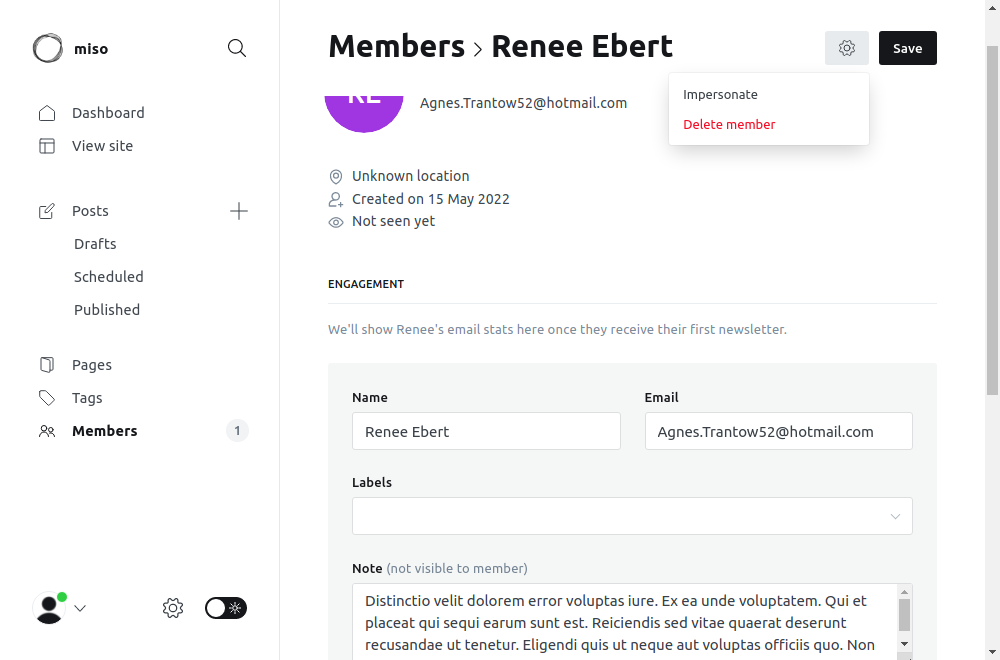 miso
Dashboard
View site
Posts
Drafts
Scheduled
Published
Pages
Tags
Members 1
Members > Renee Ebert
Save
Impersonate
Delete member
RE
Agnes.Trantow52@hotmail.com
Unknown location
Created on 15 May 2022
Not seen yet
ENGAGEMENT
We'll show Renee's email stats here once they receive their first newsletter.
Name
Renee Ebert
Email
Agnes.Trantow52@hotmail.com
Labels
Note (not visible to member)
Distinctio velit dolorem error voluptas iure. Ex ea unde voluptatem. Qui et
placeat qui sequi earum sunt est. Reiciendis sed vitae quaerat deserunt
recusandae ut tenetur. Eligendi quis ut neque aut voluptas officiis quo. Non